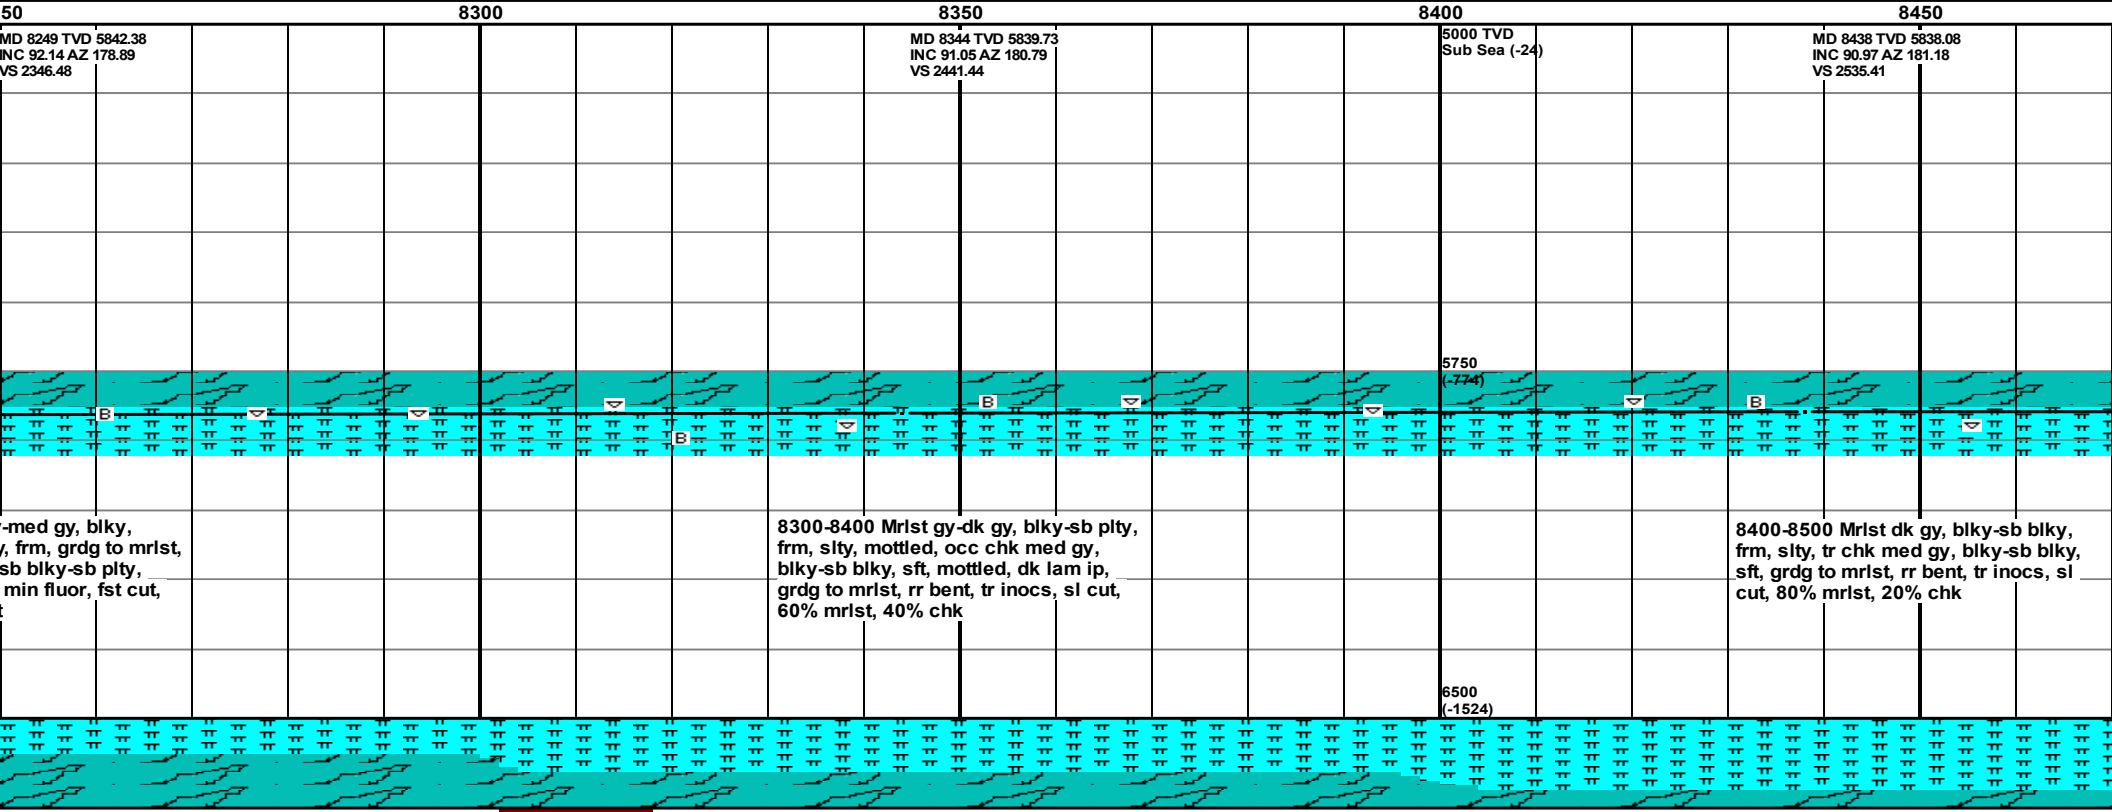 50 8300 8350 8400 8450
MD 8249 TVD 5842.38
INC 92.14 AZ 178.89
VS 2346.48
MD 8344 TVD 5839.73
INC 91.05 AZ 180.79
VS 2441.44
5000 TVD
Sub Sea (-24)
MD 8438 TVD 5838.08
INC 90.97 AZ 181.18
VS 2535.41
5750
(-774)
B
B
B
B
-med gy, blky,
, frm, grdg to mrlst,
sb blky-sb plty,
min fluor, fst cut,
t
8300-8400 Mrlst gy-dk gy, blky-sb plty,
frm, slty, mottled, occ chk med gy,
blky-sb blky, sft, mottled, dk lam ip,
grdg to mrlst, rr bent, tr inocs, sl cut,
60% mrlst, 40% chk
8400-8500 Mrlst dk gy, blky-sb blky,
frm, slty, tr chk med gy, blky-sb blky,
sft, grdg to mrlst, rr bent, tr inocs, sl
cut, 80% mrlst, 20% chk
6500
(-1524)